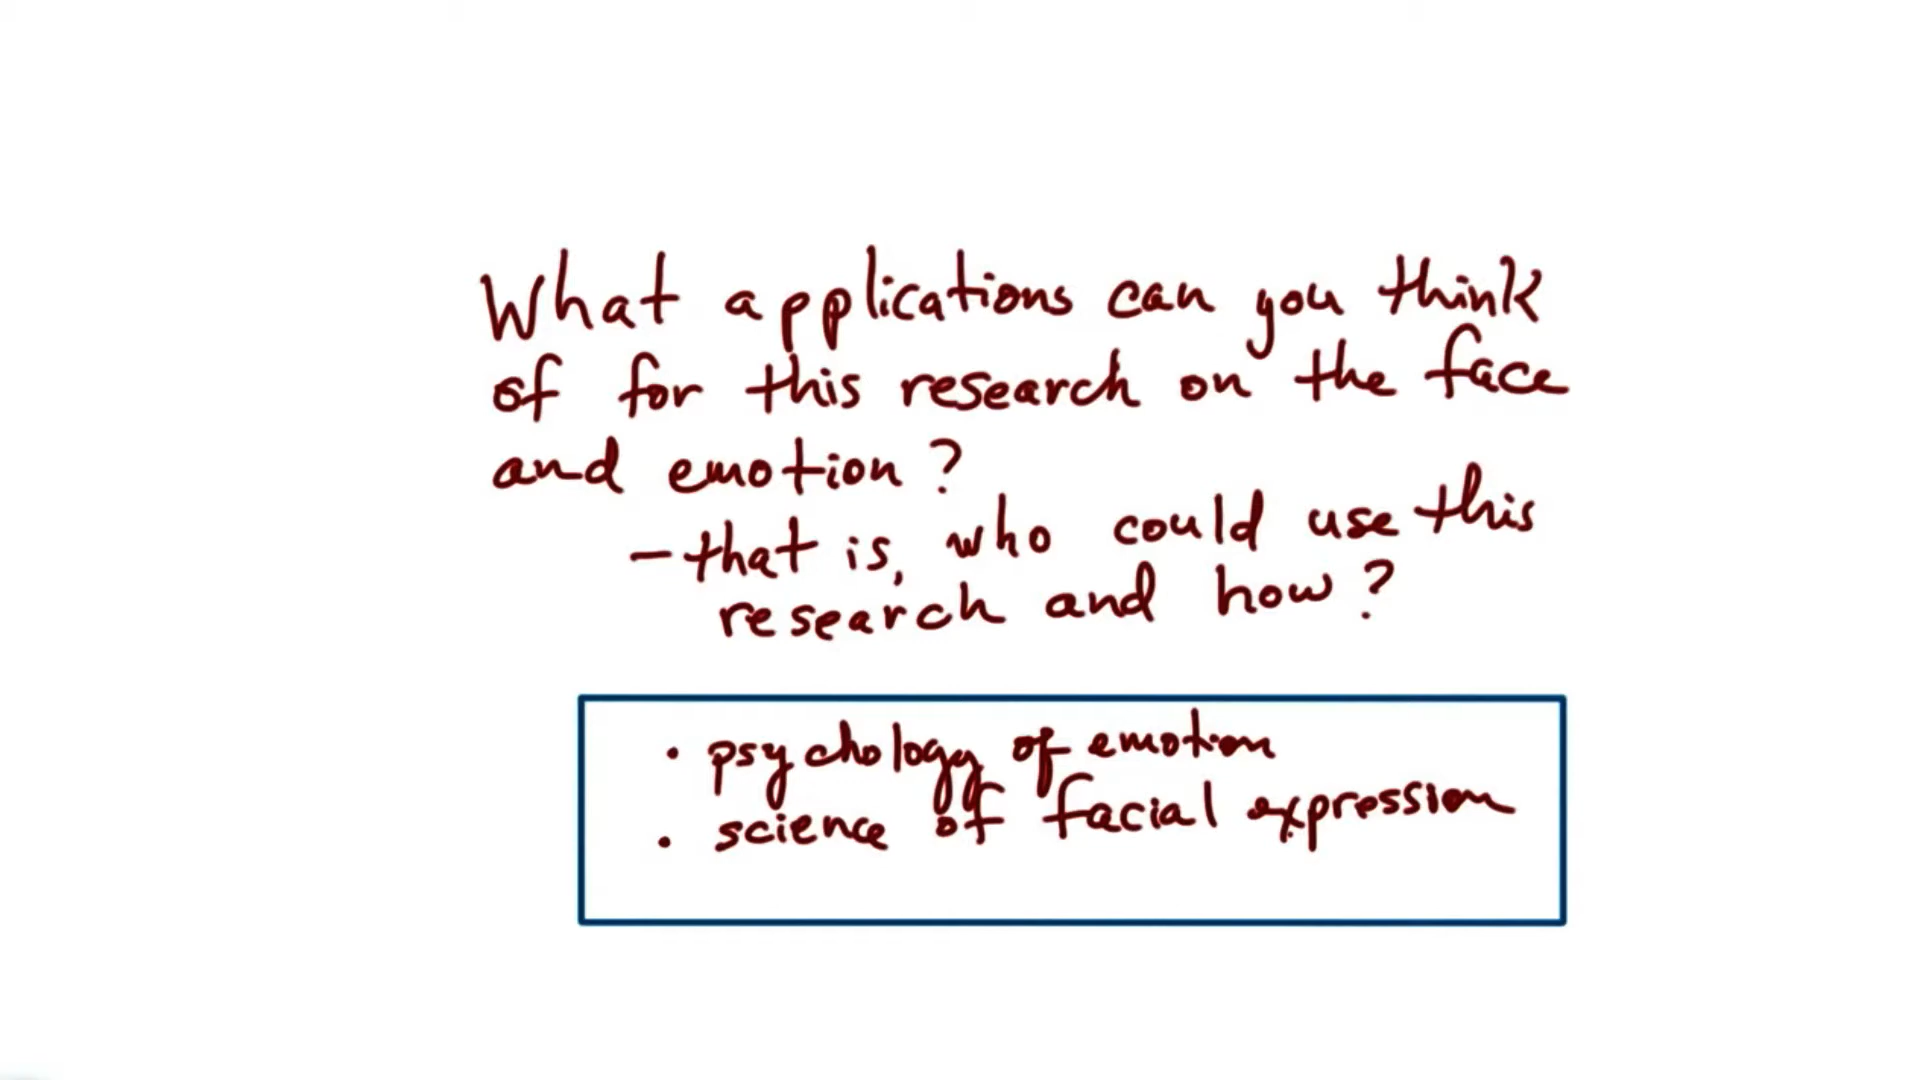 What applications can you think
of for this research on the face
and emotion?
- that is, who could use this
research and how?
• psychology of emotion
• science of facial expression